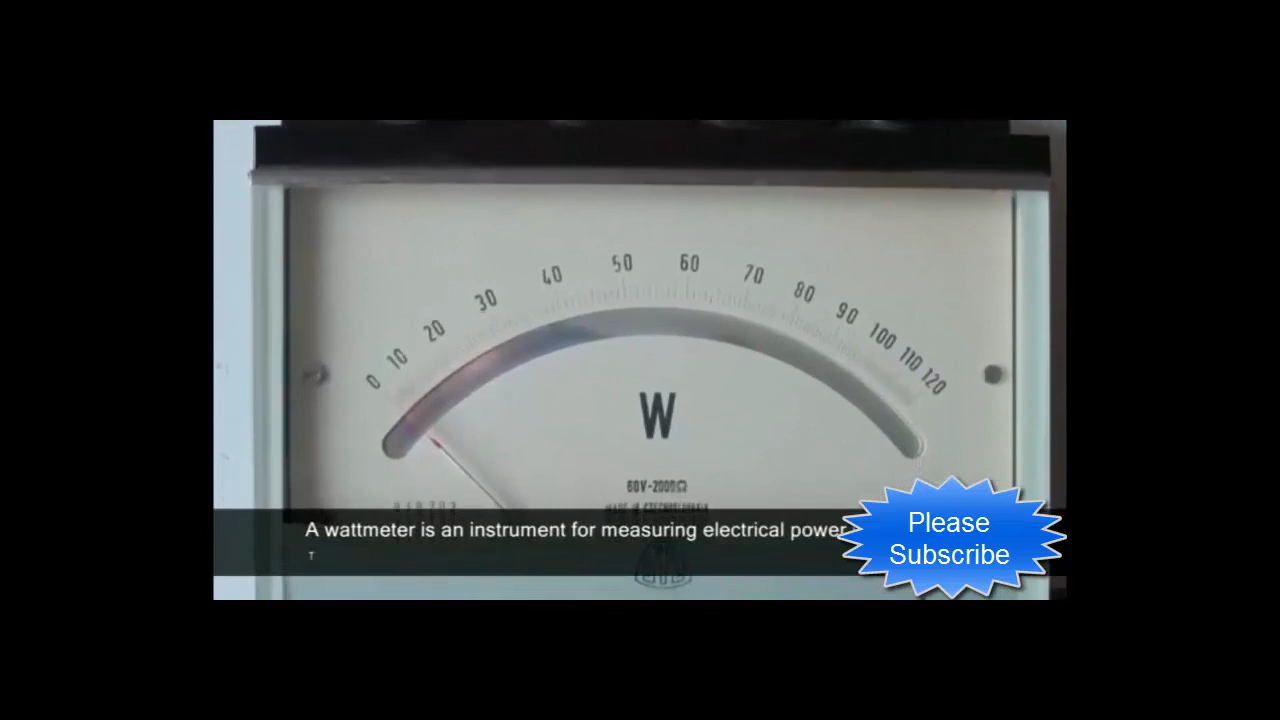 0 10 20 30 40 50 60 70 80 90 100 110 120
W
60V-2000Ω
A wattmeter is an instrument for measuring electrical power
T
Please
Subscribe